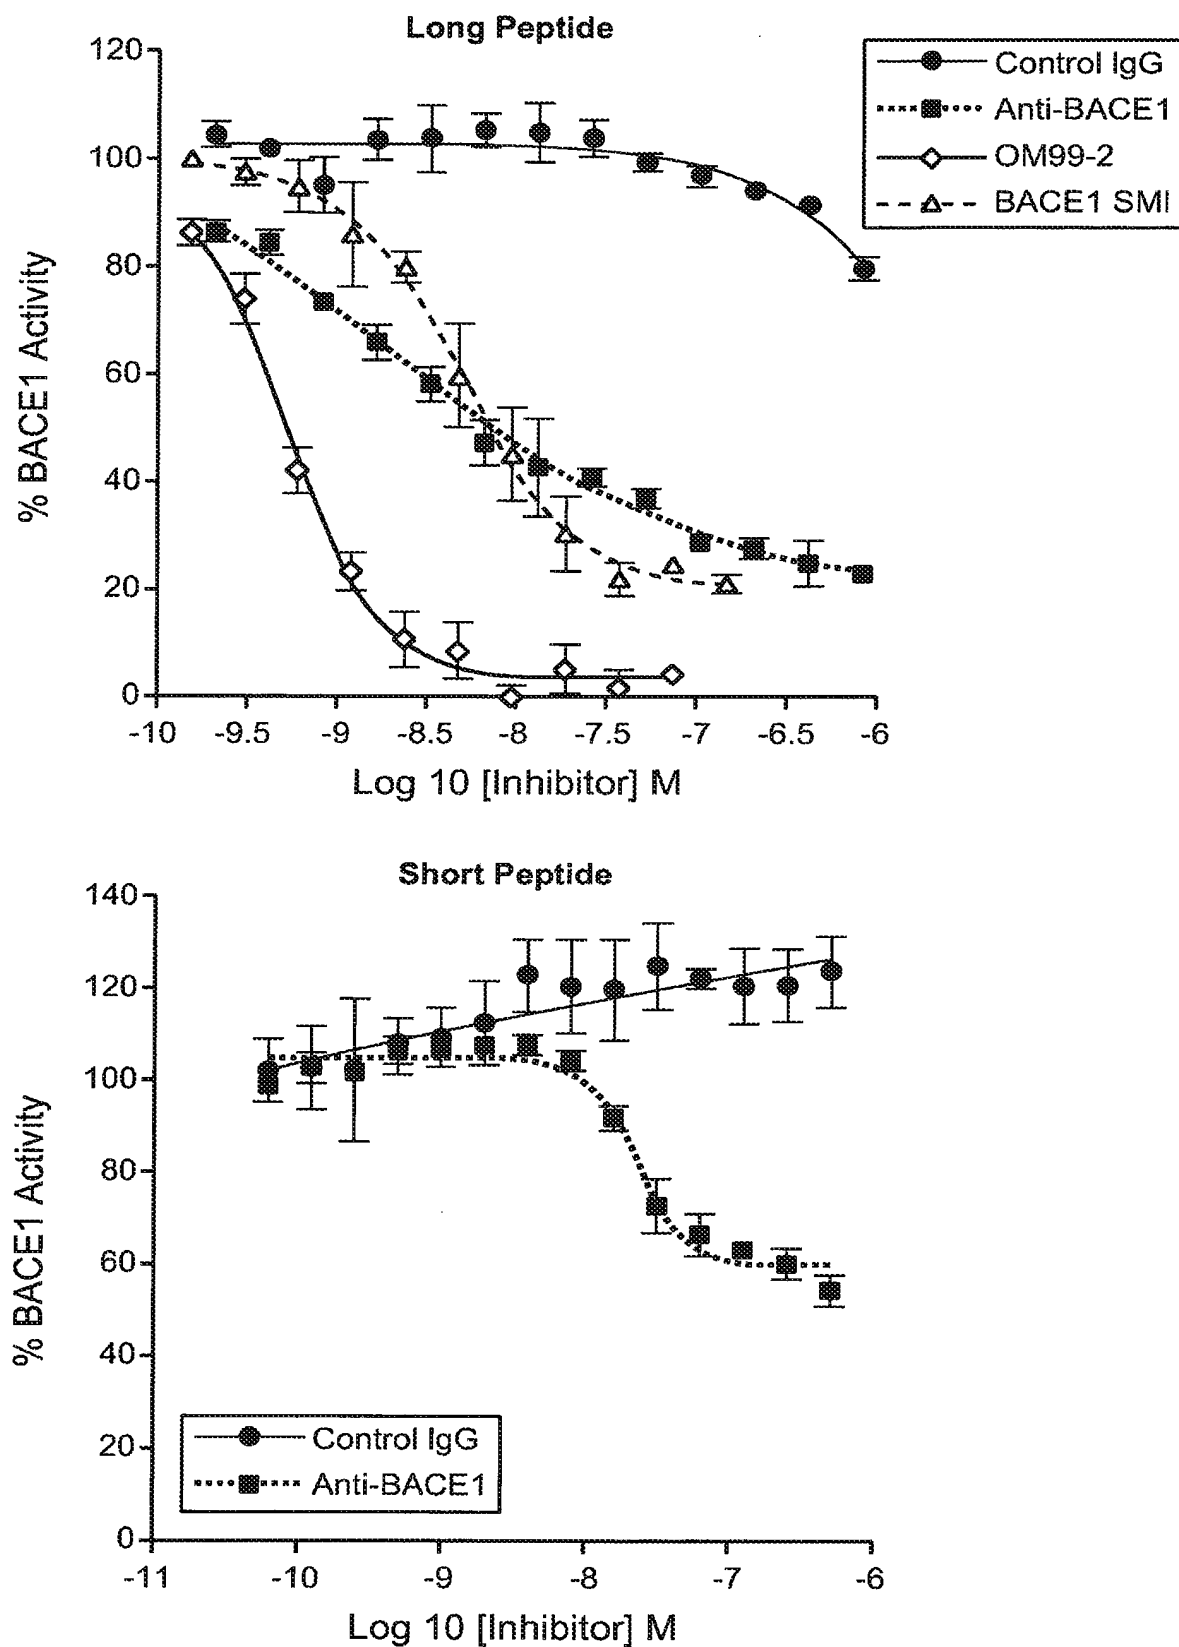 Long Peptide
120
100
80
60
40
20
0
% BACE1 Activity
-10 -9.5 -9 -8.5 -8 -7.5 -7 -6.5 -6
Log 10 [Inhibitor] M
Control IgG
Anti-BACE1
OM99-2
BACE1 SMI
Short Peptide
140
120
100
80
60
40
20
0
% BACE1 Activity
Control IgG
Anti-BACE1
-11 -10 -9 -8 -7 -6
Log 10 [Inhibitor] M